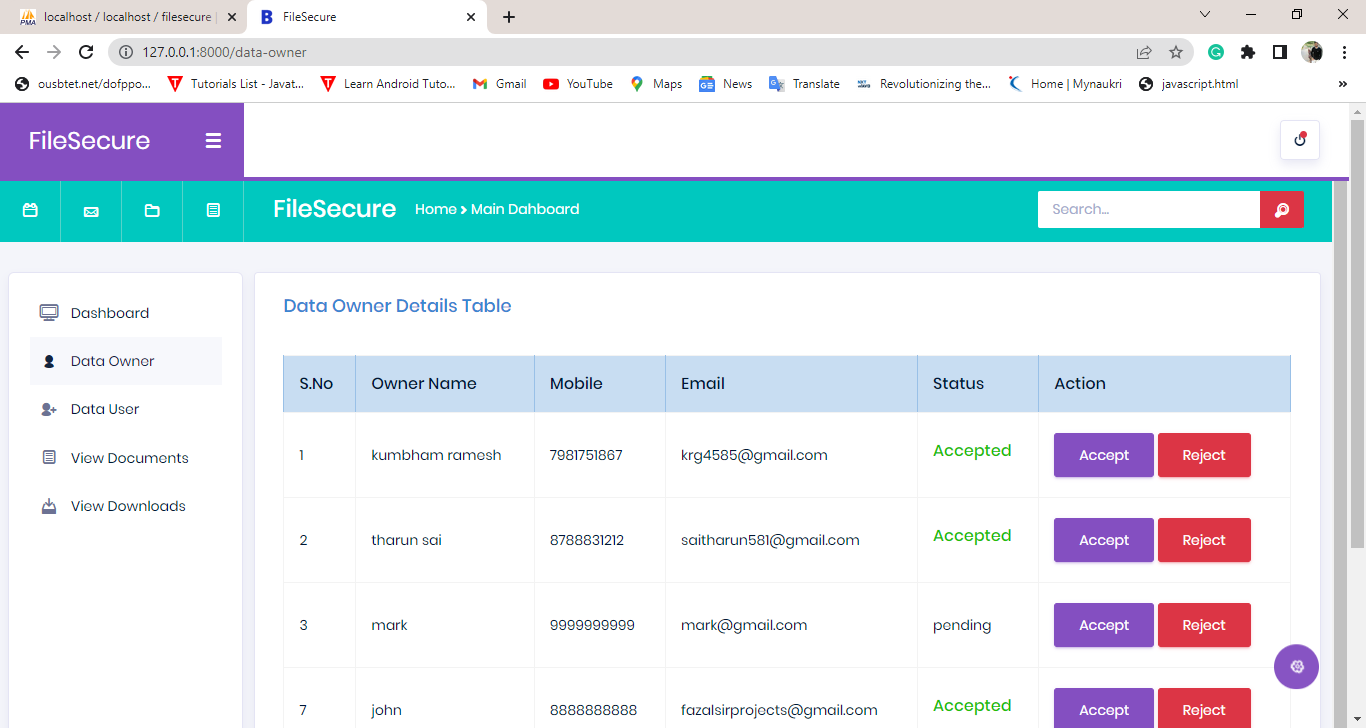 localhost / localhost / filesecure |
FileSecure
127.0.0.1:8000/data-owner
ousbtet.net/dofppo...
Tutorials List - Javat...
Learn Android Tuto...
Gmail
YouTube
Maps
News
Translate
Revolutionizing the...
Home | Mynaukri
javascript.html
»
FileSecure
FileSecure
Home > Main Dahboard
Search...
Dashboard
Data Owner
Data User
View Documents
View Downloads
Data Owner Details Table
S.No Owner Name Mobile Email Status Action
1 kumbham ramesh 7981751867 krg4585@gmail.com Accepted Accept Reject
2 tharun sai 8788831212 saitharun581@gmail.com Accepted Accept Reject
3 mark 9999999999 mark@gmail.com pending Accept Reject
7 john 8888888888 fazalsirprojects@gmail.com Accepted Accept Reject